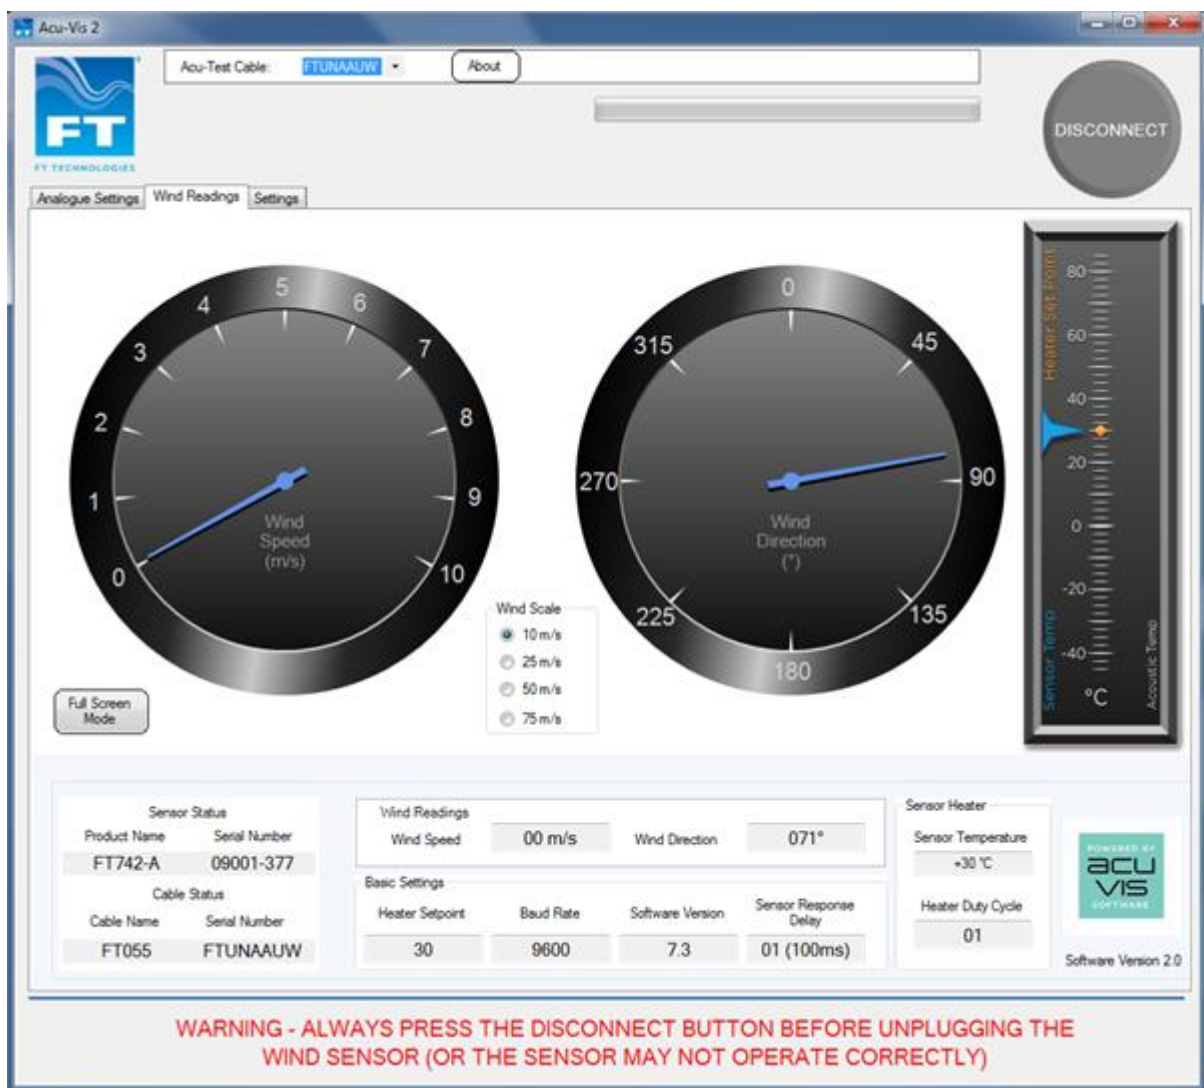 Acu-Vis 2
Acu-Test Cable: FTUNAAUW About
FT
FT TECHNOLOGIES
DISCONNECT
Analogue Settings Wind Readings Settings
0
1
2
3
4
5
6
7
8
9
10
Wind
Speed
(m/s)
0
45
90
135
180
225
270
315
Wind
Direction
(°)
Heater Set Point
Sensor Temp
80
60
40
20
0
-20
-40
°C
Acoustic Temp
Wind Scale
10 m/s
25 m/s
50 m/s
75 m/s
Full Screen
Mode
Sensor Status
Product Name Serial Number
FT742-A 09001-377
Cable Status
Cable Name Serial Number
FT055 FTUNAAUW
Wind Readings
Wind Speed 00 m/s Wind Direction 071°
Basic Settings
Heater Setpoint Baud Rate Software Version Sensor Response
Delay
30 9600 7.3 01 (100ms)
Sensor Heater
Sensor Temperature
+30 °C
Heater Duty Cycle
01
POWERED BY
acu
VIS
SOFTWARE
Software Version 2.0
WARNING - ALWAYS PRESS THE DISCONNECT BUTTON BEFORE UNPLUGGING THE
WIND SENSOR (OR THE SENSOR MAY NOT OPERATE CORRECTLY)